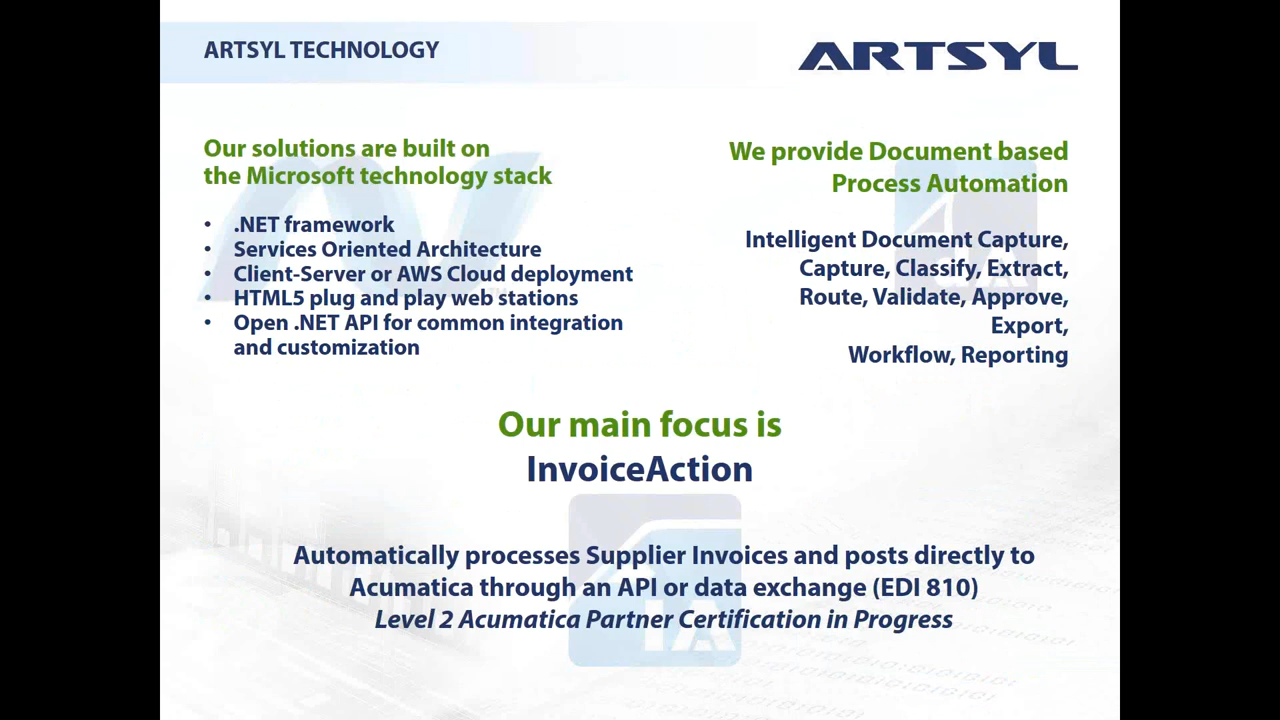 ARTSYL TECHNOLOGY
ARTSYL
Our solutions are built on
the Microsoft technology stack
• .NET framework
• Services Oriented Architecture
• Client-Server or AWS Cloud deployment
• HTML5 plug and play web stations
• Open .NET API for common integration
and customization
We provide Document based
Process Automation
Intelligent Document Capture,
Capture, Classify, Extract,
Route, Validate, Approve,
Export,
Workflow, Reporting
Our main focus is
InvoiceAction
Automatically processes Supplier Invoices and posts directly to
Acumatica through an API or data exchange (EDI 810)
Level 2 Acumatica Partner Certification in Progress
IA
dA